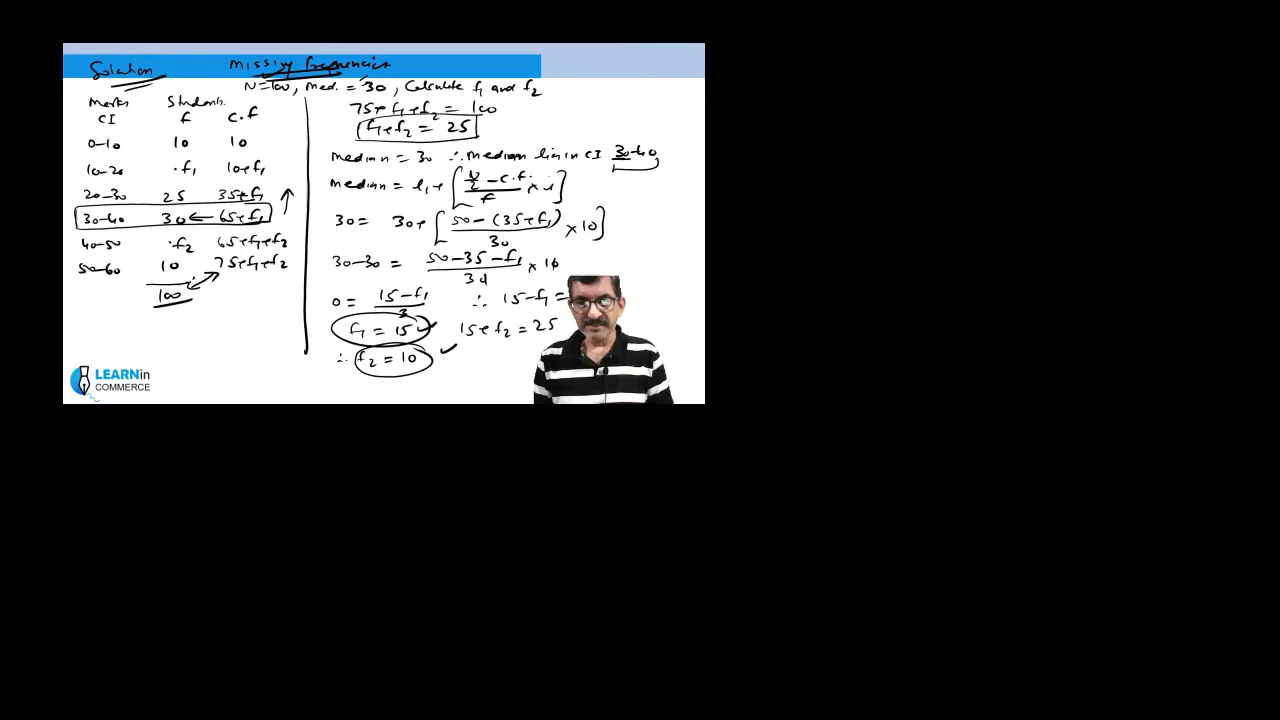 Solution
Missing frequencies
N=100, Med. = 30, Calculate f1 and f2
Marks Students
CI f c.f
0-10 10 10
10-20 f1 10+f1
20-30 25 35+f1
30-40 30 65+f1
40-50 f2 65+f1+f2
50-60 10 75+f1+f2
100
75+f1+f2 = 100
f1+f2 = 25
Median = 30 ∴ Median lies in CI 30-40
Median = l1+[N/2 - c.f./f × i]
30 = 30+[50-(35+f1)/30 × 10]
30-30 = 50-35-f1/30 × 10
0 = 15-f1/3 ∴ 15-f1 =
f1 = 15 15+f2 = 25
∴ f2 = 10
LEARNin
COMMERCE